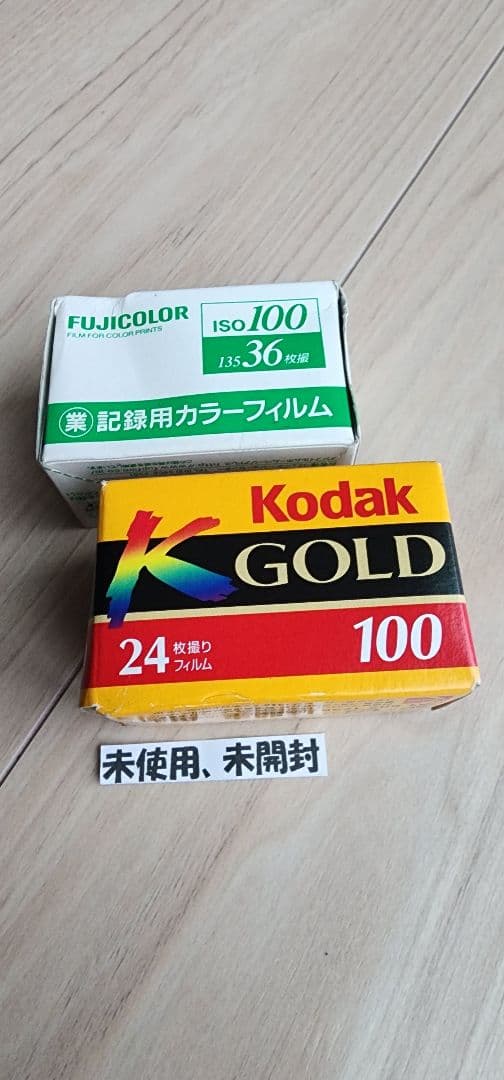 FUJICOLOR
FILM FOR COLOR PRINTS
ISO 100
135 36枚撮
業 記録用カラーフィルム
Kodak
K GOLD
24 枚撮り
フィルム
100
未使用、未開封